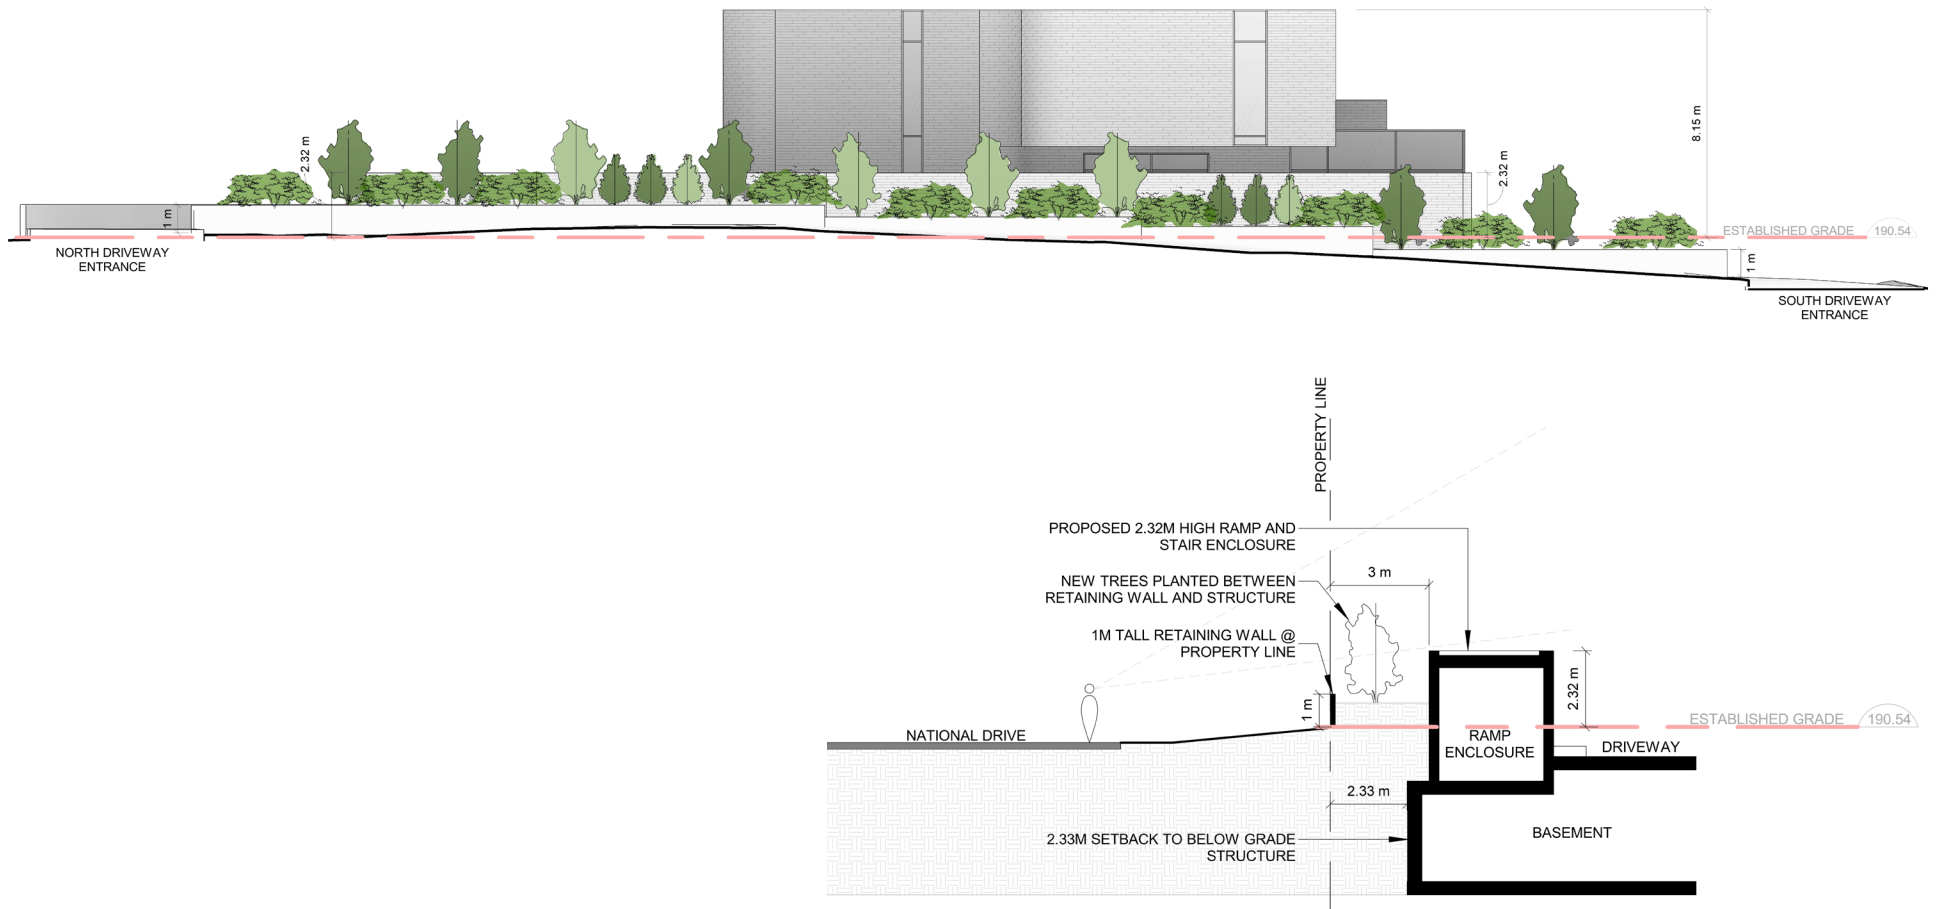 8.15 m
2.32 m
2.32 m
1 m
ESTABLISHED GRADE 190.54
NORTH DRIVEWAY
ENTRANCE
1 m
SOUTH DRIVEWAY
ENTRANCE
PROPERTY LINE
PROPOSED 2.32M HIGH RAMP AND
STAIR ENCLOSURE
3 m
NEW TREES PLANTED BETWEEN
RETAINING WALL AND STRUCTURE
1M TALL RETAINING WALL @
PROPERTY LINE
2.32 m
1 m
ESTABLISHED GRADE 190.54
NATIONAL DRIVE
RAMP
ENCLOSURE
DRIVEWAY
2.33 m
2.33M SETBACK TO BELOW GRADE
STRUCTURE
BASEMENT